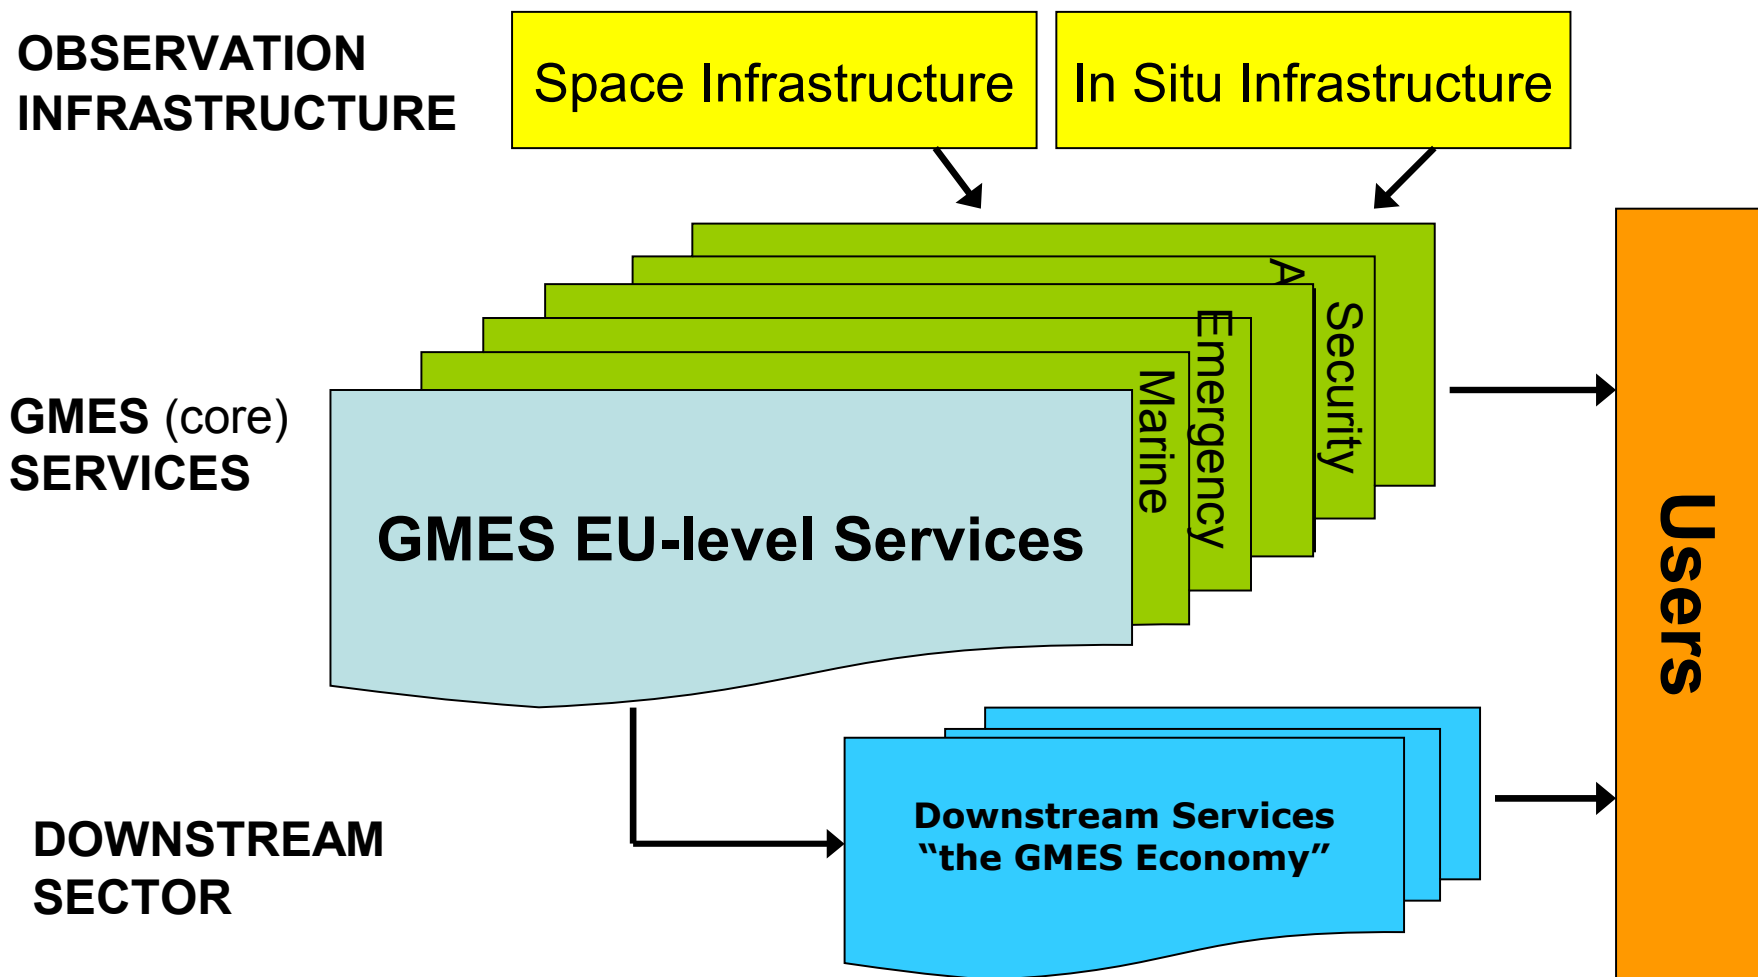 OBSERVATION
INFRASTRUCTURE
Space Infrastructure
In Situ Infrastructure
GMES (core)
SERVICES
Security
Emergency
Marine
GMES EU-level Services
Users
DOWNSTREAM
SECTOR
Downstream Services
“the GMES Economy”